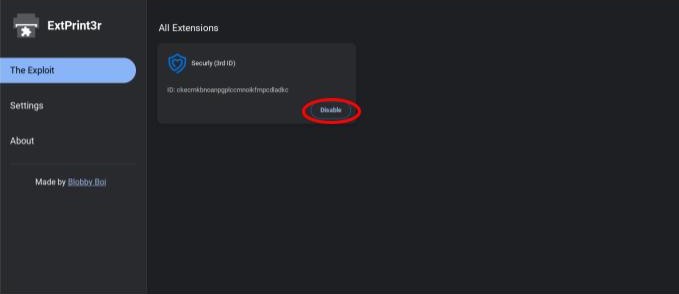 ExtPrint3r
The Exploit
Settings
About
Made by Blobby Boi
All Extensions
Securly (3rd ID)
ID: ckecmkbnoanpgplccmnoikfmpcdladkc
Disable